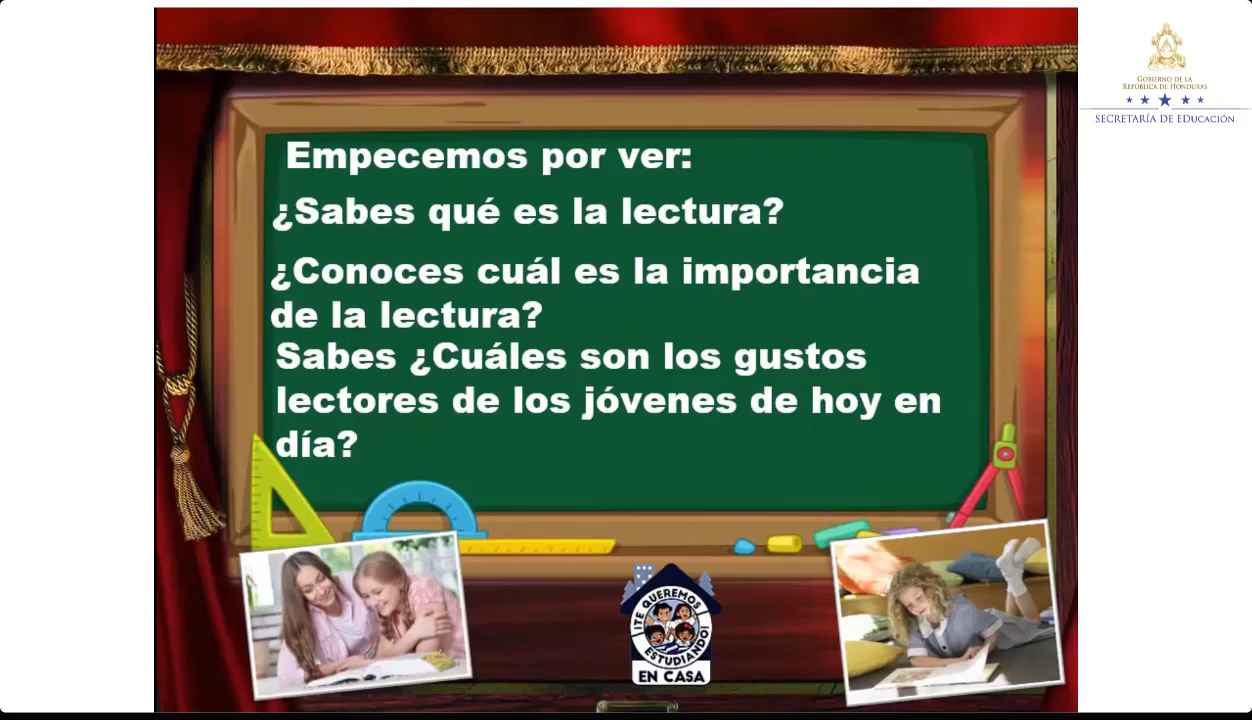 Empecemos por ver:
¿Sabes qué es la lectura?
¿Conoces cuál es la importancia
de la lectura?
Sabes ¿Cuáles son los gustos
lectores de los jóvenes de hoy en
día?
GOBIERNO DE LA
REPÚBLICA DE HONDURAS
SECRETARÍA DE EDUCACIÓN
¡TE QUEREMOS
ESTUDIANDO!
EN CASA